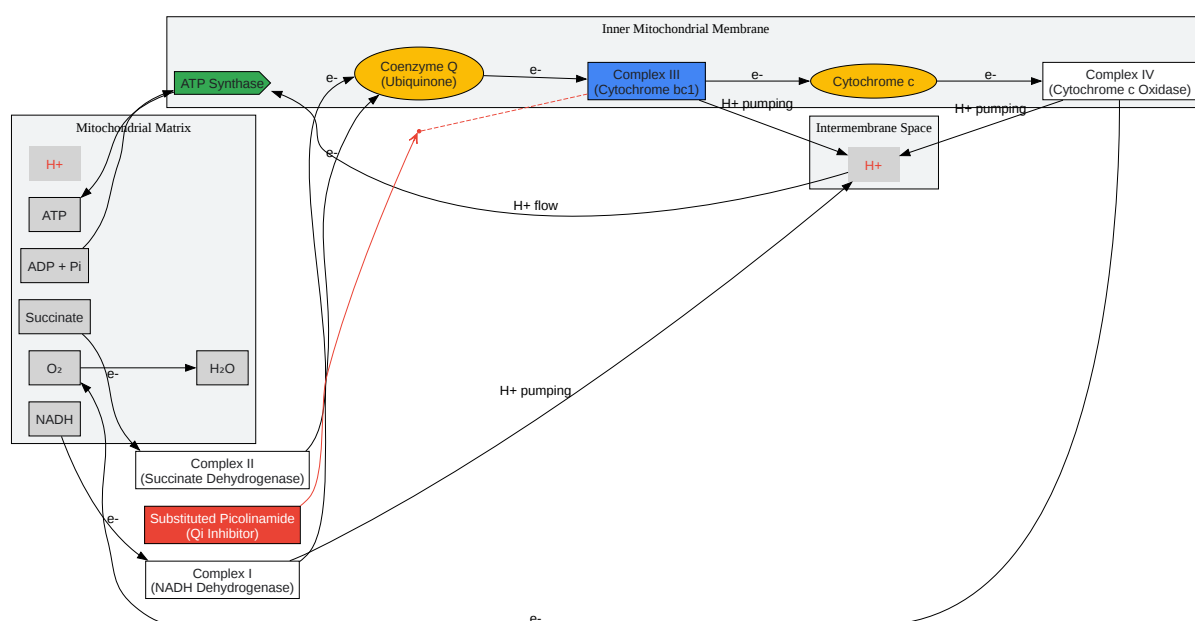 Inner Mitochondrial Membrane
Coenzyme Q
(Ubiquinone)
e-
e-
Complex III
(Cytochrome bc1)
e-
Cytochrome c
e-
Complex IV
(Cytochrome c Oxidase)
ATP Synthase
H+ pumping
H+ pumping
Mitochondrial Matrix
Intermembrane Space
H+
H+
e-
ATP
H+ flow
ADP + Pi
Succinate
O₂
e-
H₂O
H+ pumping
NADH
Complex II
(Succinate Dehydrogenase)
Substituted Picolinamide
(Qi Inhibitor)
e-
Complex I
(NADH Dehydrogenase)
e-